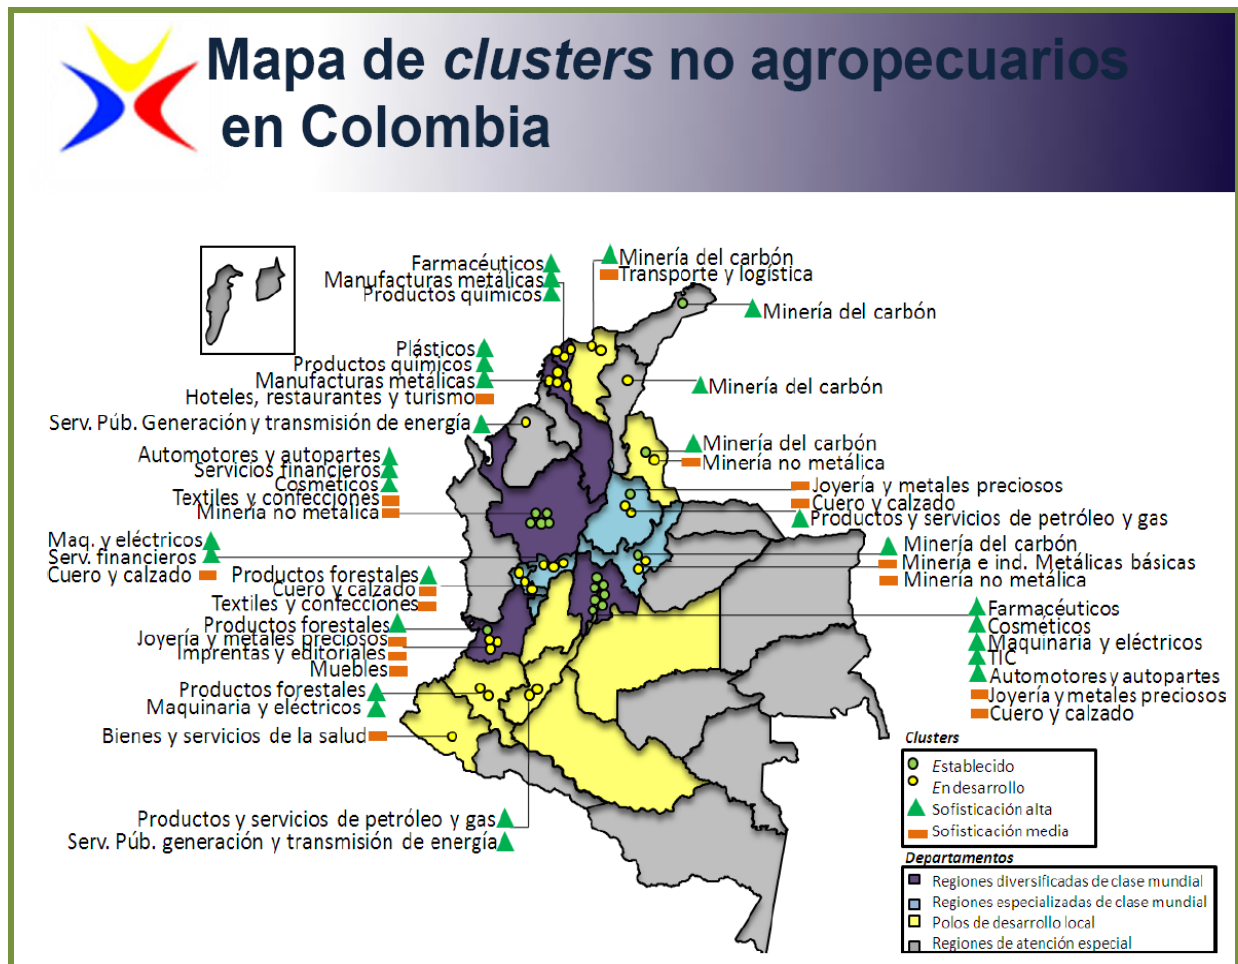 Mapa de clusters no agropecuarios
en Colombia
Farmacéuticos
Manufacturas metálicas
Productos químicos
Minería del carbón
Transporte y logística
Minería del carbón
Plásticos
Productos químicos
Manufacturas metálicas
Hoteles, restaurantes y turismo
Minería del carbón
Serv. Púb. Generación y transmisión de energía
Minería del carbón
Minería no metálica
Automotores y autopartes
Servicios financieros
Cosméticos
Textiles y confecciones
Minería no metálica
Joyería y metales preciosos
Cuero y calzado
Productos y servicios de petróleo y gas
Maq. y eléctricos
Serv. financieros
Cuero y calzado
Minería del carbón
Minería e ind. Metálicas básicas
Minería no metálica
Productos forestales
Cuero y calzado
Textiles y confecciones
Productos forestales
Joyería y metales preciosos
Imprentas y editoriales
Muebles
Farmacéuticos
Cosméticos
Maquinaria y eléctricos
TIC
Automotores y autopartes
Joyería y metales preciosos
Cuero y calzado
Productos forestales
Maquinaria y eléctricos
Bienes y servicios de la salud
Productos y servicios de petróleo y gas
Serv. Púb. generación y transmisión de energía
Clusters
Establecido
En desarrollo
Sofisticación alta
Sofisticación media
Departamentos
Regiones diversificadas de clase mundial
Regiones especializadas de clase mundial
Polos de desarrollo local
Regiones de atención especial